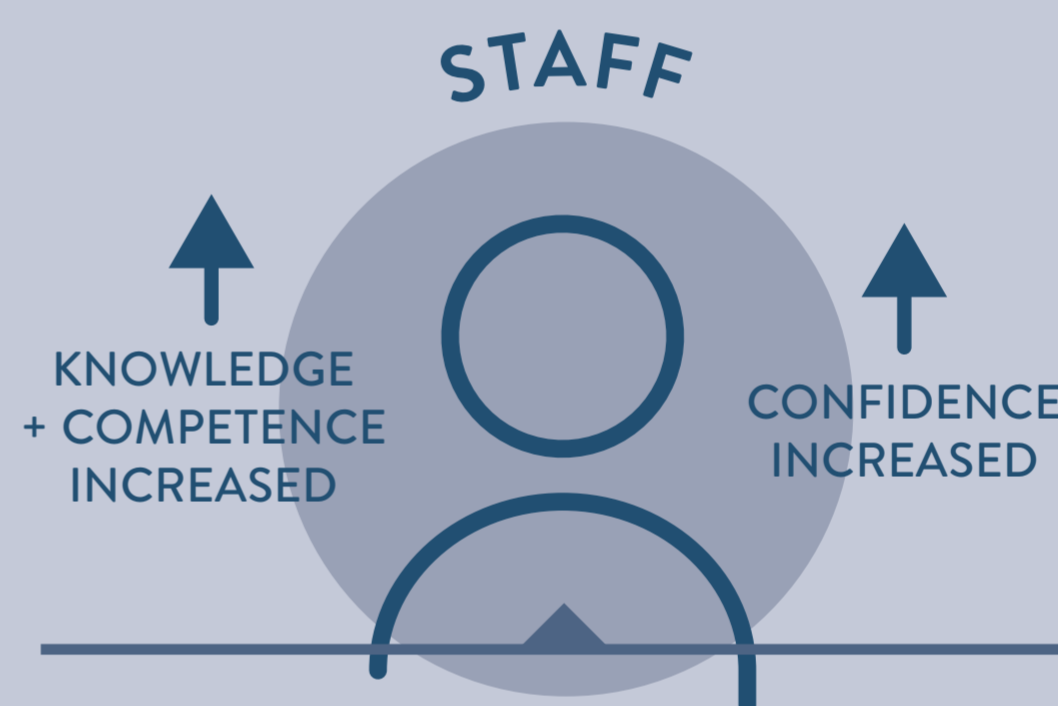 STAFF
KNOWLEDGE
+ COMPETENCE
INCREASED
CONFIDENCE
INCREASED